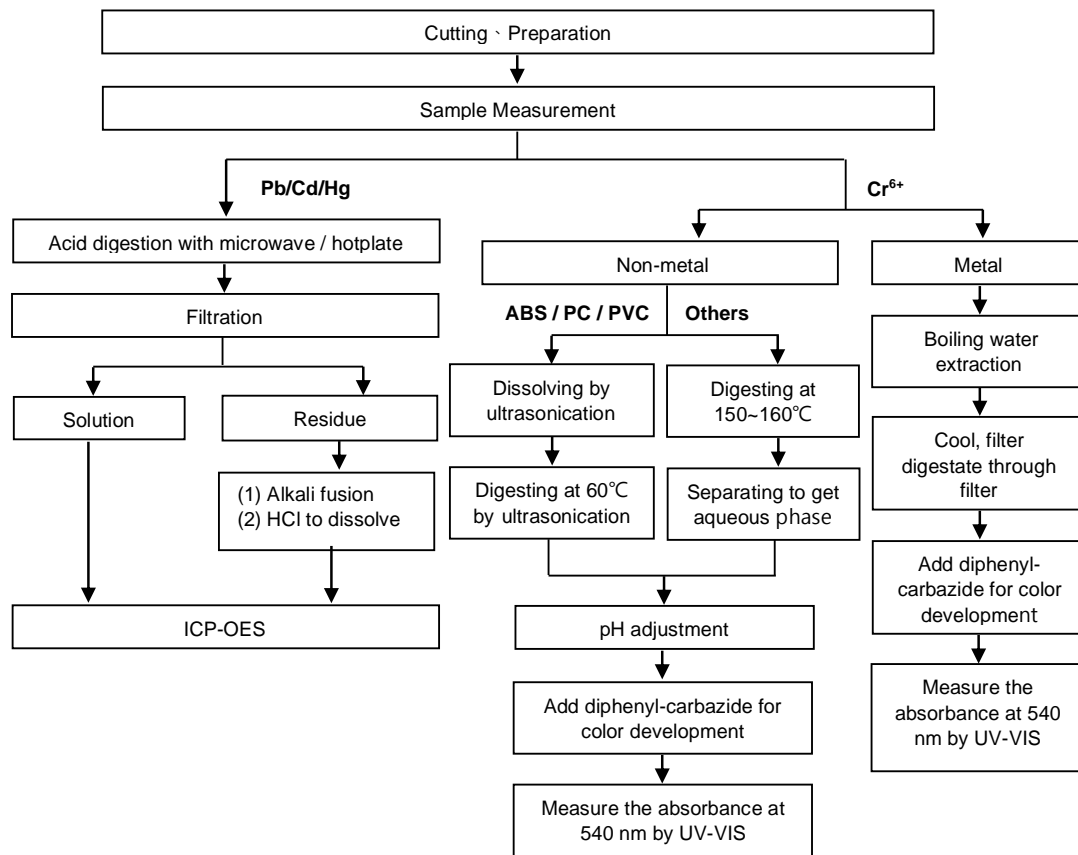 Cutting、Preparation
Sample Measurement
Pb/Cd/Hg
Cr⁶⁺
Acid digestion with microwave / hotplate
Filtration
Solution
Residue
(1) Alkali fusion
(2) HCl to dissolve
ICP-OES
Non-metal
ABS / PC / PVC
Others
Dissolving by
ultrasonication
Digesting at 60℃
by ultrasonication
Digesting at
150~160℃
Separating to get
aqueous phase
pH adjustment
Add diphenyl-carbazide for
color development
Measure the absorbance at
540 nm by UV-VIS
Metal
Boiling water
extraction
Cool, filter
digestate through
filter
Add diphenyl-
carbazide for color
development
Measure the
absorbance at 540
nm by UV-VIS